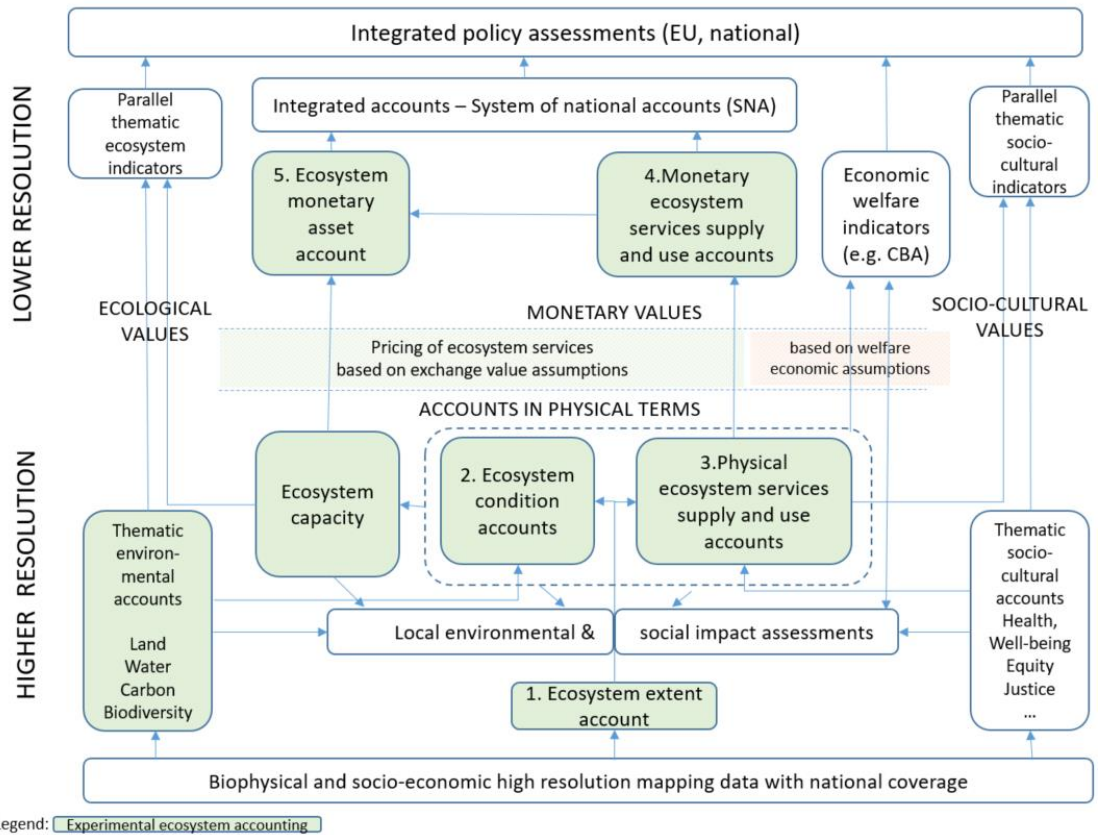 Integrated policy assessments (EU, national)
LOWER RESOLUTION
Parallel
thematic
ecosystem
indicators
Integrated accounts – System of national accounts (SNA)
Parallel
thematic
socio-
cultural
indicators
5. Ecosystem
monetary
asset
account
4.Monetary
ecosystem
services supply
and use accounts
Economic
welfare
indicators
(e.g. CBA)
ECOLOGICAL
VALUES
MONETARY VALUES
SOCIO-CULTURAL
VALUES
Pricing of ecosystem services
based on exchange value assumptions
based on welfare
economic assumptions
ACCOUNTS IN PHYSICAL TERMS
HIGHER RESOLUTION
Ecosystem
capacity
2. Ecosystem
condition
accounts
3.Physical
ecosystem services
supply and use
accounts
Thematic
environ-
mental
accounts
Land
Water
Carbon
Biodiversity
Thematic
socio-
cultural
accounts
Health,
Well-being
Equity
Justice
...
Local environmental &
social impact assessments
1. Ecosystem extent
account
Biophysical and socio-economic high resolution mapping data with national coverage
egend: Experimental ecosystem accounting